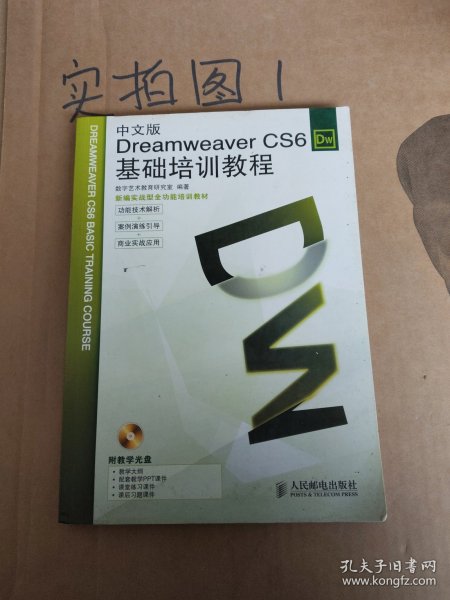 实拍图1
中文版
Dreamweaver CS6
Dw
基础培训教程
数字艺术教育研究室 编著
新编实战型全功能培训教材
功能技术解析
+
案例演练引导
+
商业实战应用
DREAMWEAVER CS6 BASIC TRAINING COURSE
DW
附教学光盘
• 教学大纲
• 配套教学PPT课件
• 课堂练习课件
• 课后习题课件
人民邮电出版社
POSTS & TELECOM PRESS
孔夫子旧书网
www.kongfz.com